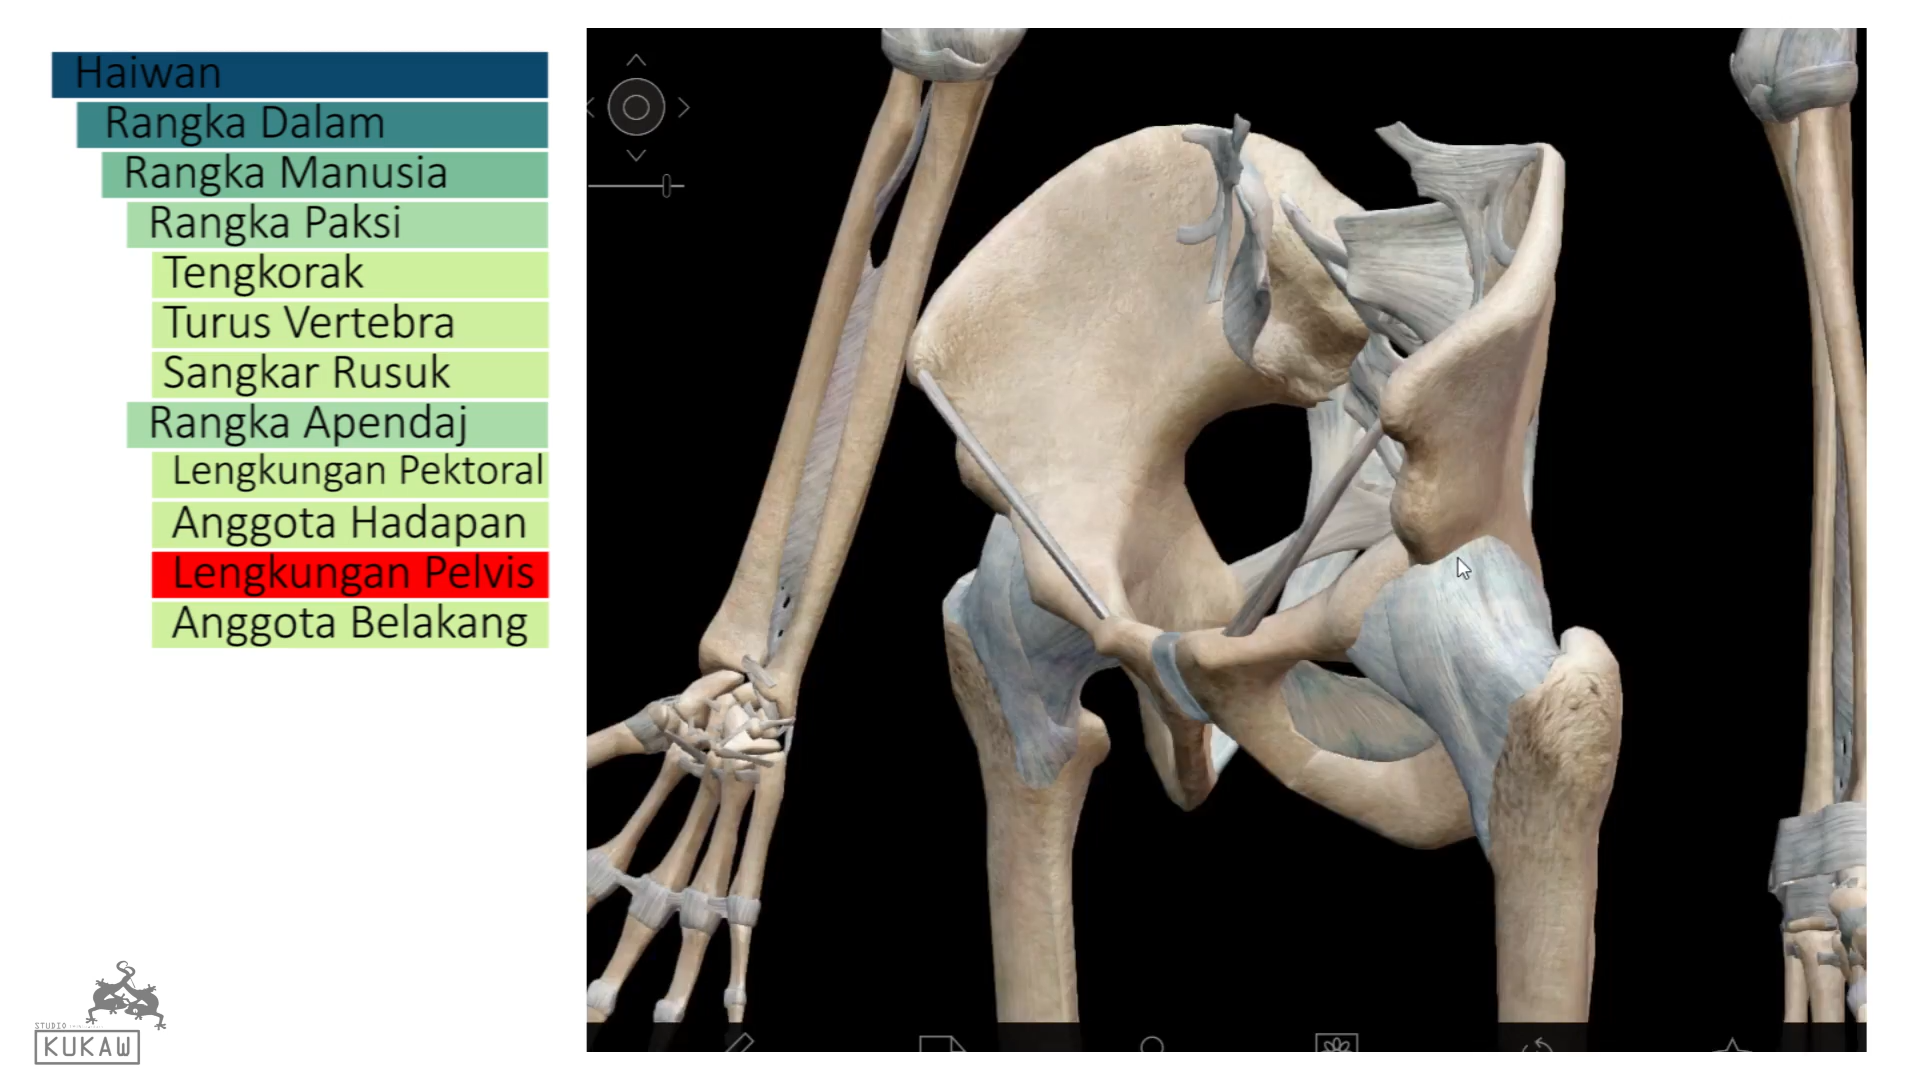 Haiwan
Rangka Dalam
Rangka Manusia
Rangka Paksi
Tengkorak
Turus Vertebra
Sangkar Rusuk
Rangka Apendaj
Lengkungan Pektoral
Anggota Hadapan
Lengkungan Pelvis
Anggota Belakang
STUDIO
KUKAW